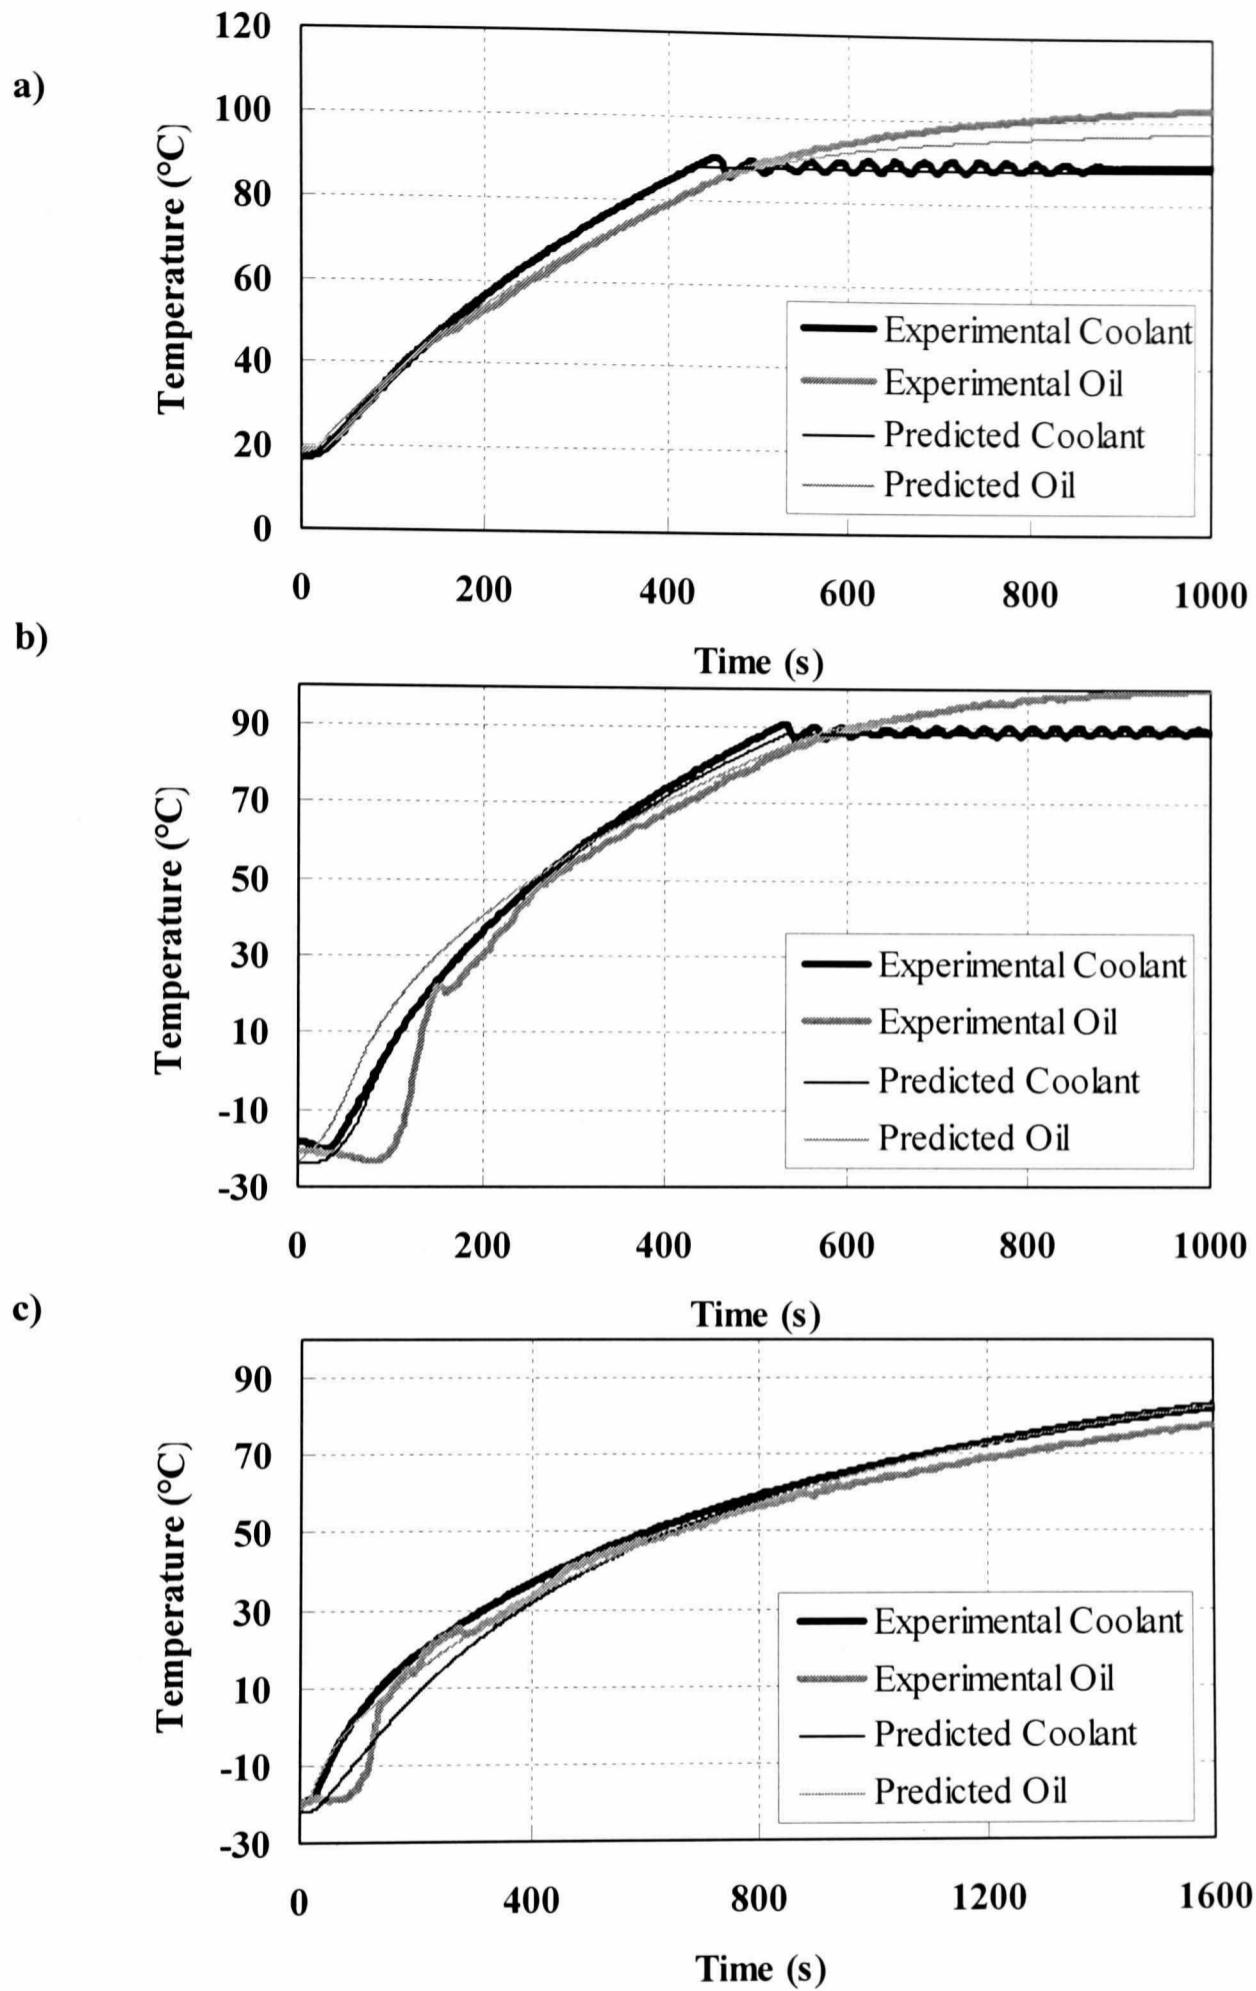 a)
Temperature (°C)
120
100
80
60
40
20
0
Experimental Coolant
Experimental Oil
Predicted Coolant
Predicted Oil
0 200 400 600 800 1000
Time (s)
b)
Temperature (°C)
90
70
50
30
10
-10
-30
Experimental Coolant
Experimental Oil
Predicted Coolant
Predicted Oil
0 200 400 600 800 1000
Time (s)
c)
Temperature (°C)
90
70
50
30
10
-10
-30
Experimental Coolant
Experimental Oil
Predicted Coolant
Predicted Oil
0 400 800 1200 1600
Time (s)